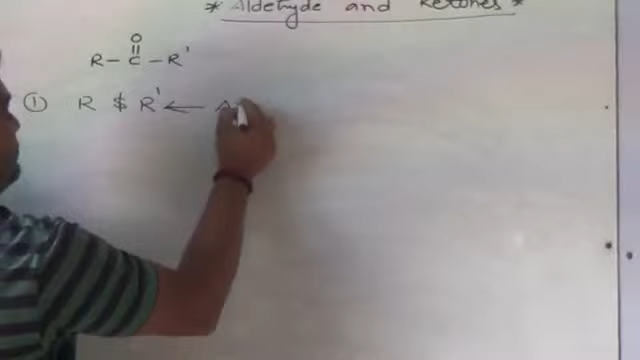 * Aldehyde and Ketones *
O
R — C — R'
① R $ R' ←